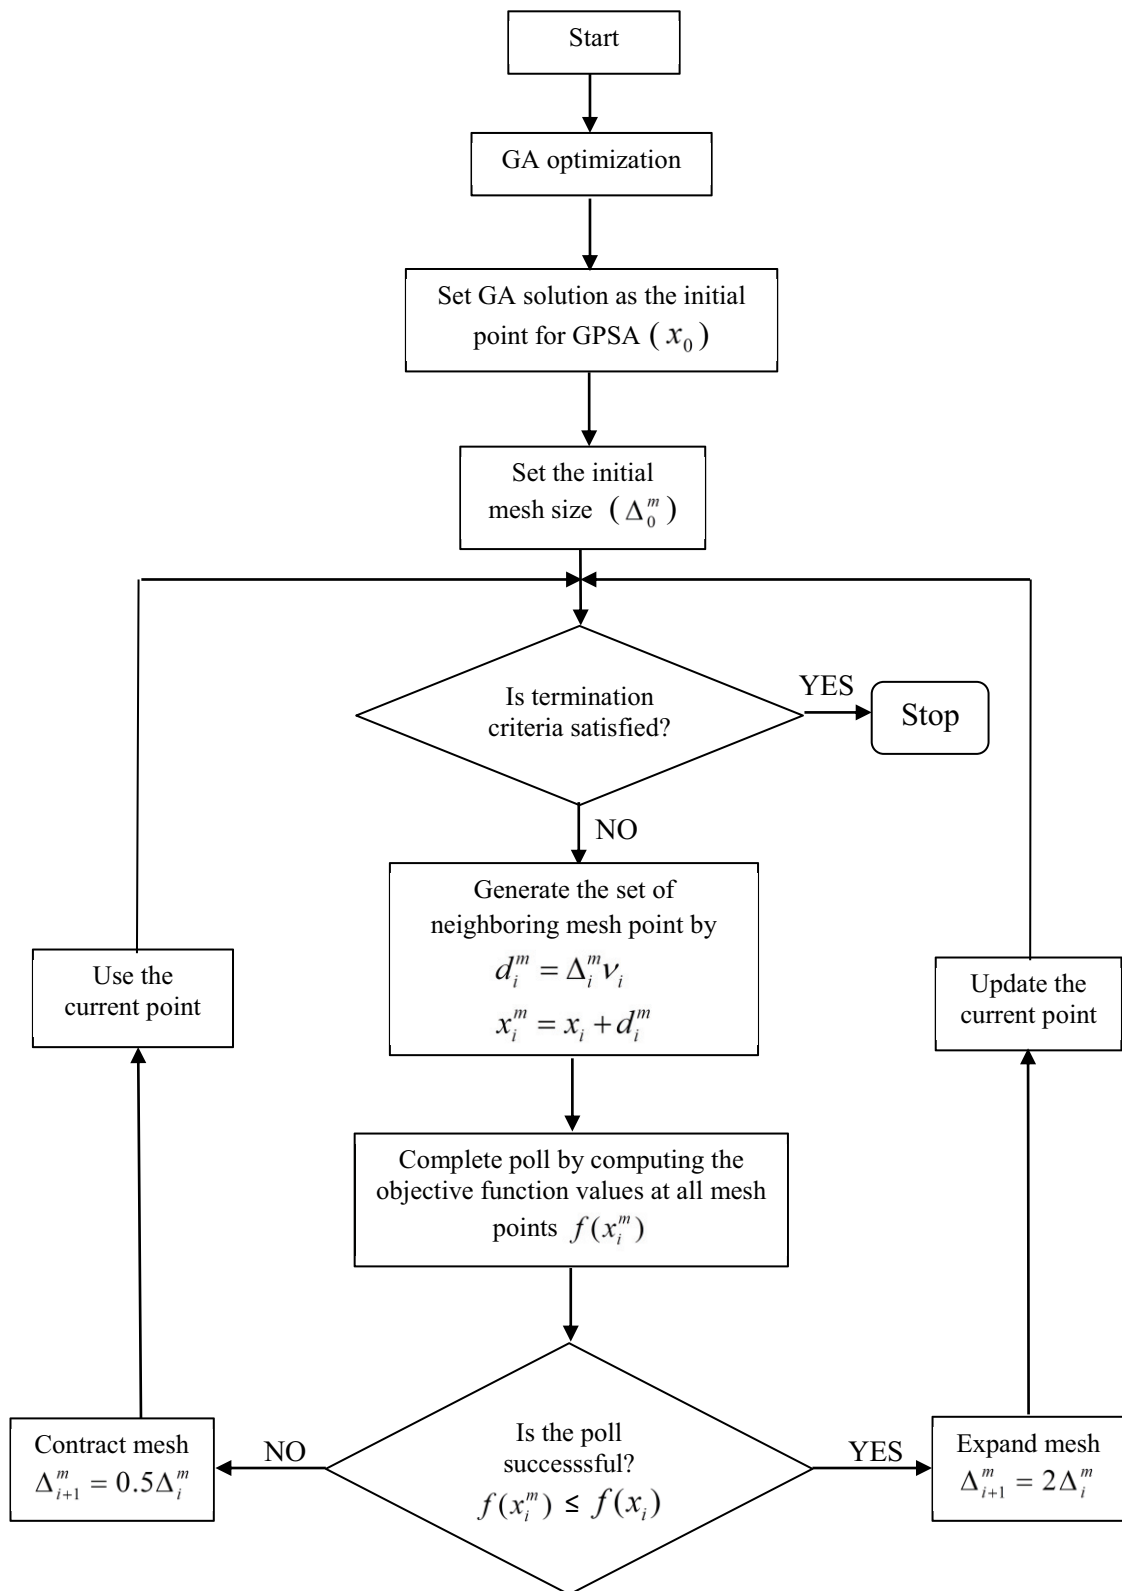 Start
GA optimization
Set GA solution as the initial
point for GPSA ( x₀ )
Set the initial
mesh size ( Δ₀ᵐ )
Is termination
criteria satisfied?
YES
Stop
NO
Generate the set of
neighboring mesh point by
dᵢᵐ = Δᵢᵐ νᵢ
xᵢᵐ = xᵢ + dᵢᵐ
Use the
current point
Update the
current point
Complete poll by computing the
objective function values at all mesh
points f(xᵢᵐ)
Is the poll
successsful?
f(xᵢᵐ) ≤ f(xᵢ)
NO
Contract mesh
Δᵢ₊₁ᵐ = 0.5Δᵢᵐ
YES
Expand mesh
Δᵢ₊₁ᵐ = 2Δᵢᵐ